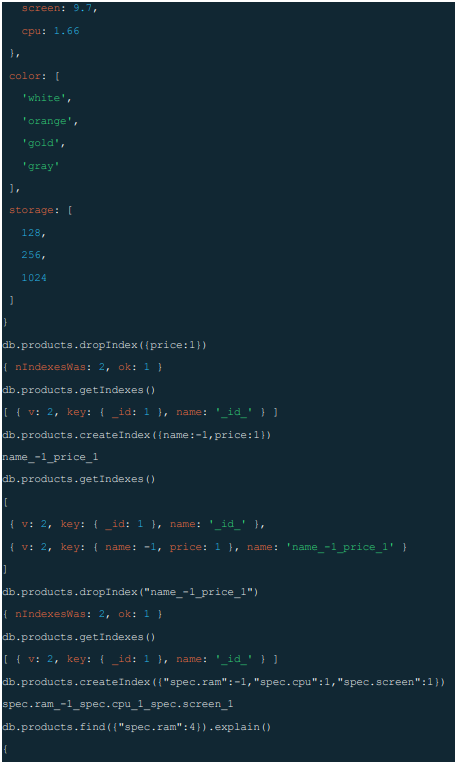 screen: 9.7,
cpu: 1.66
},
color: [
'white',
'orange',
'gold',
'gray'
],
storage: [
128,
256,
1024
]
}
db.products.dropIndex({price:1})
{ nIndexesWas: 2, ok: 1 }
db.products.getIndexes()
[ { v: 2, key: { _id: 1 }, name: '_id_' } ]
db.products.createIndex({name:-1,price:1})
name_-1_price_1
db.products.getIndexes()
[
{ v: 2, key: { _id: 1 }, name: '_id_' },
{ v: 2, key: { name: -1, price: 1 }, name: 'name_-1_price_1' }
]
db.products.dropIndex("name_-1_price_1")
{ nIndexesWas: 2, ok: 1 }
db.products.getIndexes()
[ { v: 2, key: { _id: 1 }, name: '_id_' } ]
db.products.createIndex({"spec.ram":-1,"spec.cpu":1,"spec.screen":1})
spec.ram_-1_spec.cpu_1_spec.screen_1
db.products.find({"spec.ram":4}).explain()
{